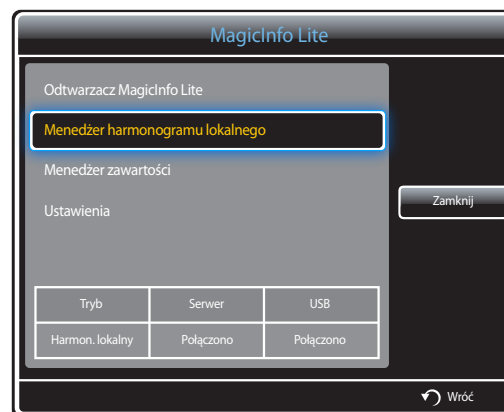 MagicInfo Lite
Odtwarzacz MagicInfo Lite
Menedżer harmonogramu lokalnego
Menedżer zawartości
Ustawienia
Zamknij
Tryb Serwer USB
Harmon. lokalny Połączono Połączono
Wróć